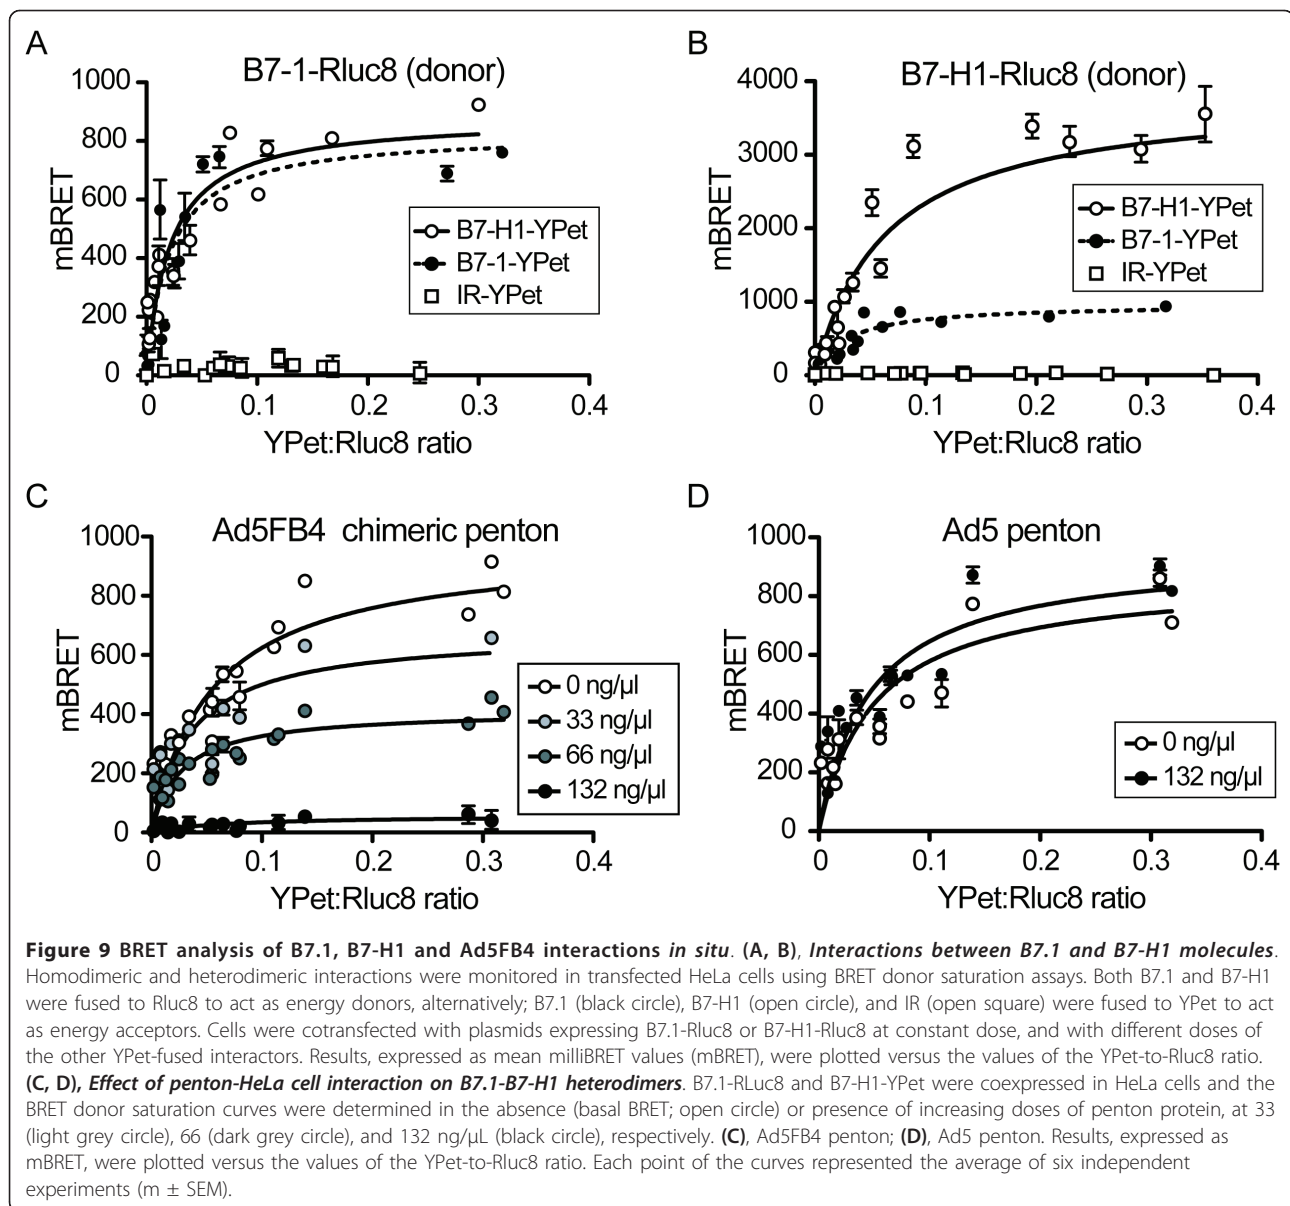 A
B7-1-Rluc8 (donor)
1000
800
600
400
200
0
mBRET
B7-H1-YPet
B7-1-YPet
IR-YPet
0 0.1 0.2 0.3 0.4
YPet:Rluc8 ratio
B
B7-H1-Rluc8 (donor)
4000
3000
2000
1000
0
mBRET
B7-H1-YPet
B7-1-YPet
IR-YPet
0 0.1 0.2 0.3 0.4
YPet:Rluc8 ratio
C
Ad5FB4 chimeric penton
1000
800
600
400
200
0
mBRET
0 ng/µl
33 ng/µl
66 ng/µl
132 ng/µl
0 0.1 0.2 0.3 0.4
YPet:Rluc8 ratio
D
Ad5 penton
1000
800
600
400
200
0
mBRET
0 ng/µl
132 ng/µl
0 0.1 0.2 0.3 0.4
YPet:Rluc8 ratio
Figure 9 BRET analysis of B7.1, B7-H1 and Ad5FB4 interactions in situ. (A, B), Interactions between B7.1 and B7-H1 molecules.
Homodimeric and heterodimeric interactions were monitored in transfected HeLa cells using BRET donor saturation assays. Both B7.1 and B7-H1
were fused to Rluc8 to act as energy donors, alternatively; B7.1 (black circle), B7-H1 (open circle), and IR (open square) were fused to YPet to act
as energy acceptors. Cells were cotransfected with plasmids expressing B7.1-Rluc8 or B7-H1-Rluc8 at constant dose, and with different doses of
the other YPet-fused interactors. Results, expressed as mean milliBRET values (mBRET), were plotted versus the values of the YPet-to-Rluc8 ratio.
(C, D), Effect of penton-HeLa cell interaction on B7.1-B7-H1 heterodimers. B7.1-RLuc8 and B7-H1-YPet were coexpressed in HeLa cells and the
BRET donor saturation curves were determined in the absence (basal BRET; open circle) or presence of increasing doses of penton protein, at 33
(light grey circle), 66 (dark grey circle), and 132 ng/µL (black circle), respectively. (C), Ad5FB4 penton; (D), Ad5 penton. Results, expressed as
mBRET, were plotted versus the values of the YPet-to-Rluc8 ratio. Each point of the curves represented the average of six independent
experiments (m ± SEM).